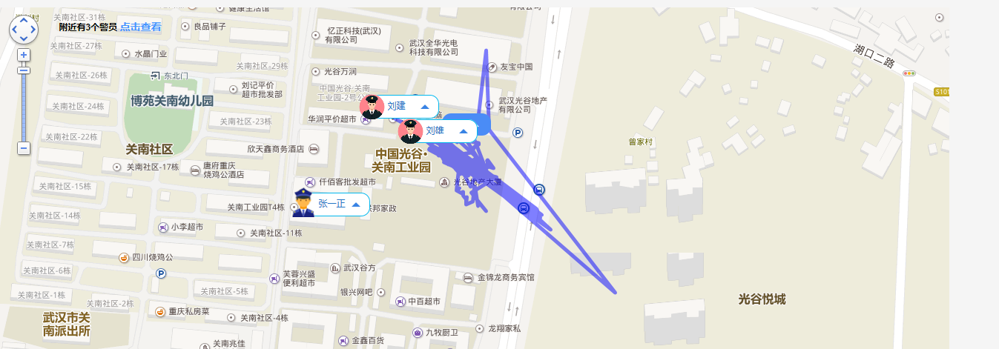 有限公司
关南社区-31栋
健康生活馆
附近有3个警员 点击查看
良品铺子
忆正科技(武汉)
有限公司
武汉全华光电
科技有限公司
湖口二路
关南社区-27栋
水晶门业
关南社区-29栋
友宝中国
光谷万润
关南社区-26栋
东北门
刘记平价
超市批发部
中国光谷·关南
工业园-2号公
S101
博苑关南幼儿园
武汉光谷地产
有限公司
关南社区-24栋
刘建
华润平价超市
关南社区-23栋
刘雄
P
关南社区-22栋
曾家村
关南社区
欣天鑫商务酒店
中国光谷·
关南工业园
关南社区-17栋
唐府重庆
烧鸡公酒店
仟佰客批发超市
光谷地产大厦
关南社区-15栋
关南工业园T4栋
张一正
邦家政
关南社区-14栋
小李超市
关南社区-11栋
关南社区-7栋
四川烧鸡公
武汉谷方
关南社区-6栋
P
芙蓉兴盛
便利超市
金锦龙商务宾馆
关南社区-5栋
银兴网吧
关南社区-1栋
关南社区-2栋
中百超市
光谷悦城
重庆私房菜
关南社区-4栋
武汉市关
南派出所
龙翔家私
九牧厨卫
关南兆佳
金鑫百货